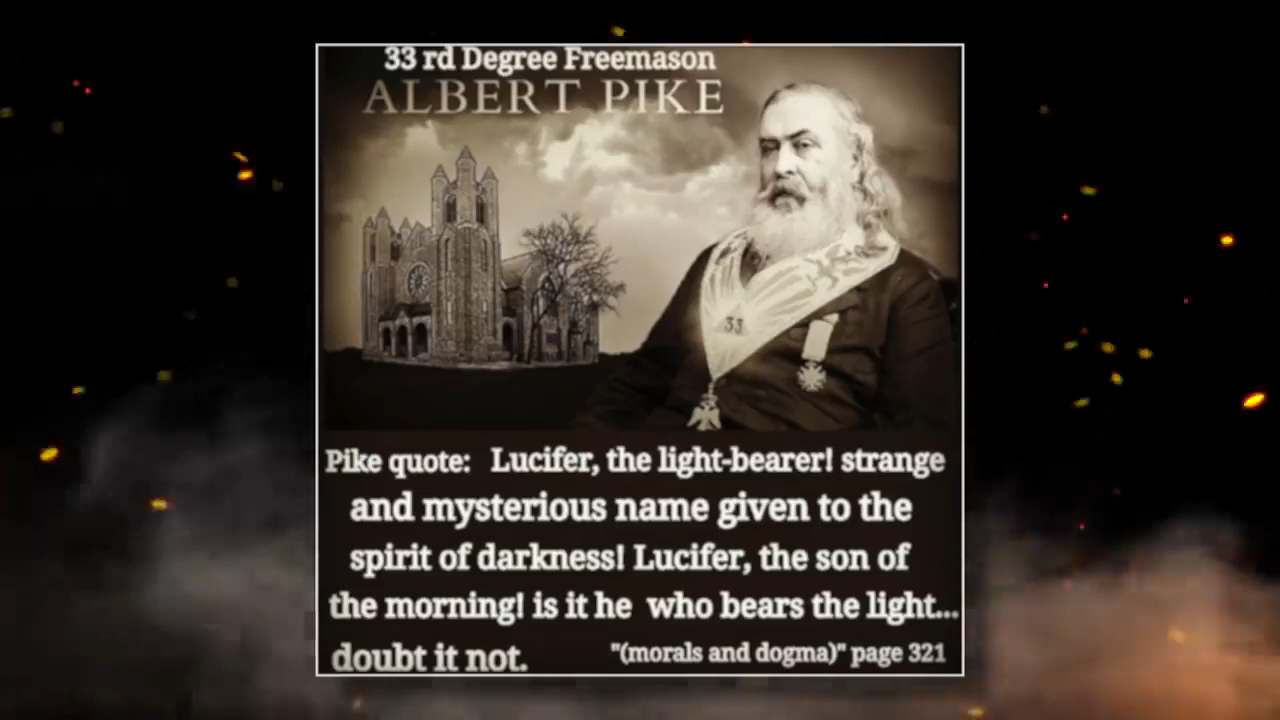 33 rd Degree Freemason
ALBERT PIKE
33
Pike quote: Lucifer, the light-bearer! strange
and mysterious name given to the
spirit of darkness! Lucifer, the son of
the morning! is it he who bears the light...
doubt it not. "(morals and dogma)" page 321